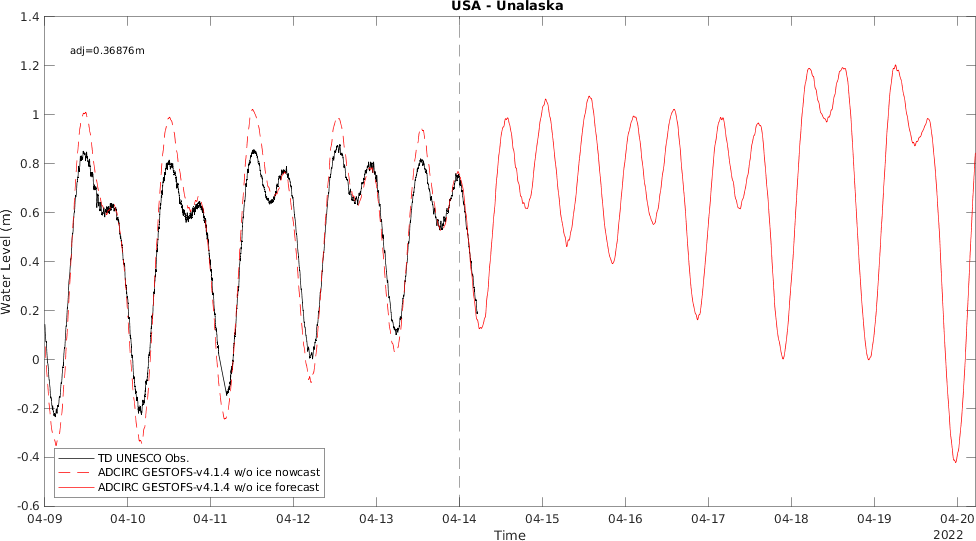 USA - Unalaska
adj=0.36876m
Water Level (m)
1.4
1.2
1
0.8
0.6
0.4
0.2
0
-0.2
-0.4
-0.6
TD UNESCO Obs.
ADCIRC GESTOFS-v4.1.4 w/o ice nowcast
ADCIRC GESTOFS-v4.1.4 w/o ice forecast
04-09 04-10 04-11 04-12 04-13 04-14 04-15 04-16 04-17 04-18 04-19 04-20
Time
2022